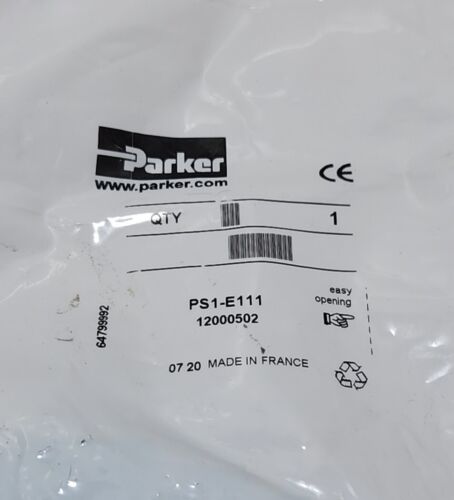 Parker
www.parker.com
CE
QTY 1
PS1-E111
12000502
easy
opening
64799992
07 20 MADE IN FRANCE